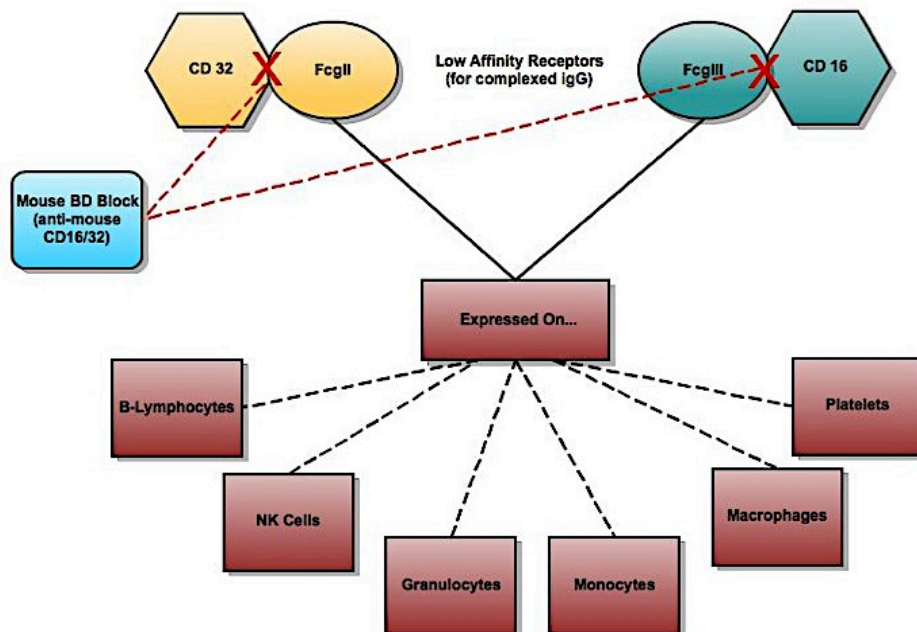 CD 32
FcgII
Low Affinity Receptors
(for complexed IgG)
FcgIII
CD 16
Mouse BD Block
(anti-mouse
CD16/32)
Expressed On...
B-Lymphocytes
Platelets
NK Cells
Macrophages
Granulocytes
Monocytes